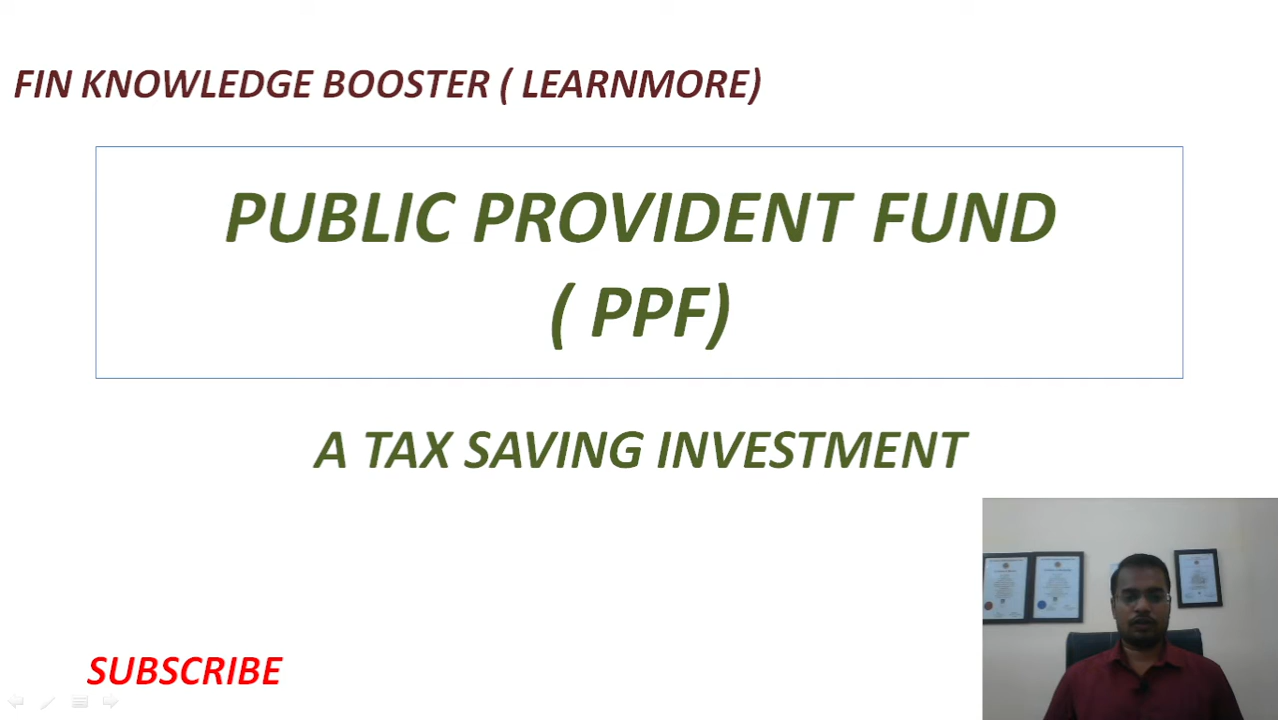 FIN KNOWLEDGE BOOSTER ( LEARNMORE)
PUBLIC PROVIDENT FUND
( PPF)
A TAX SAVING INVESTMENT
SUBSCRIBE